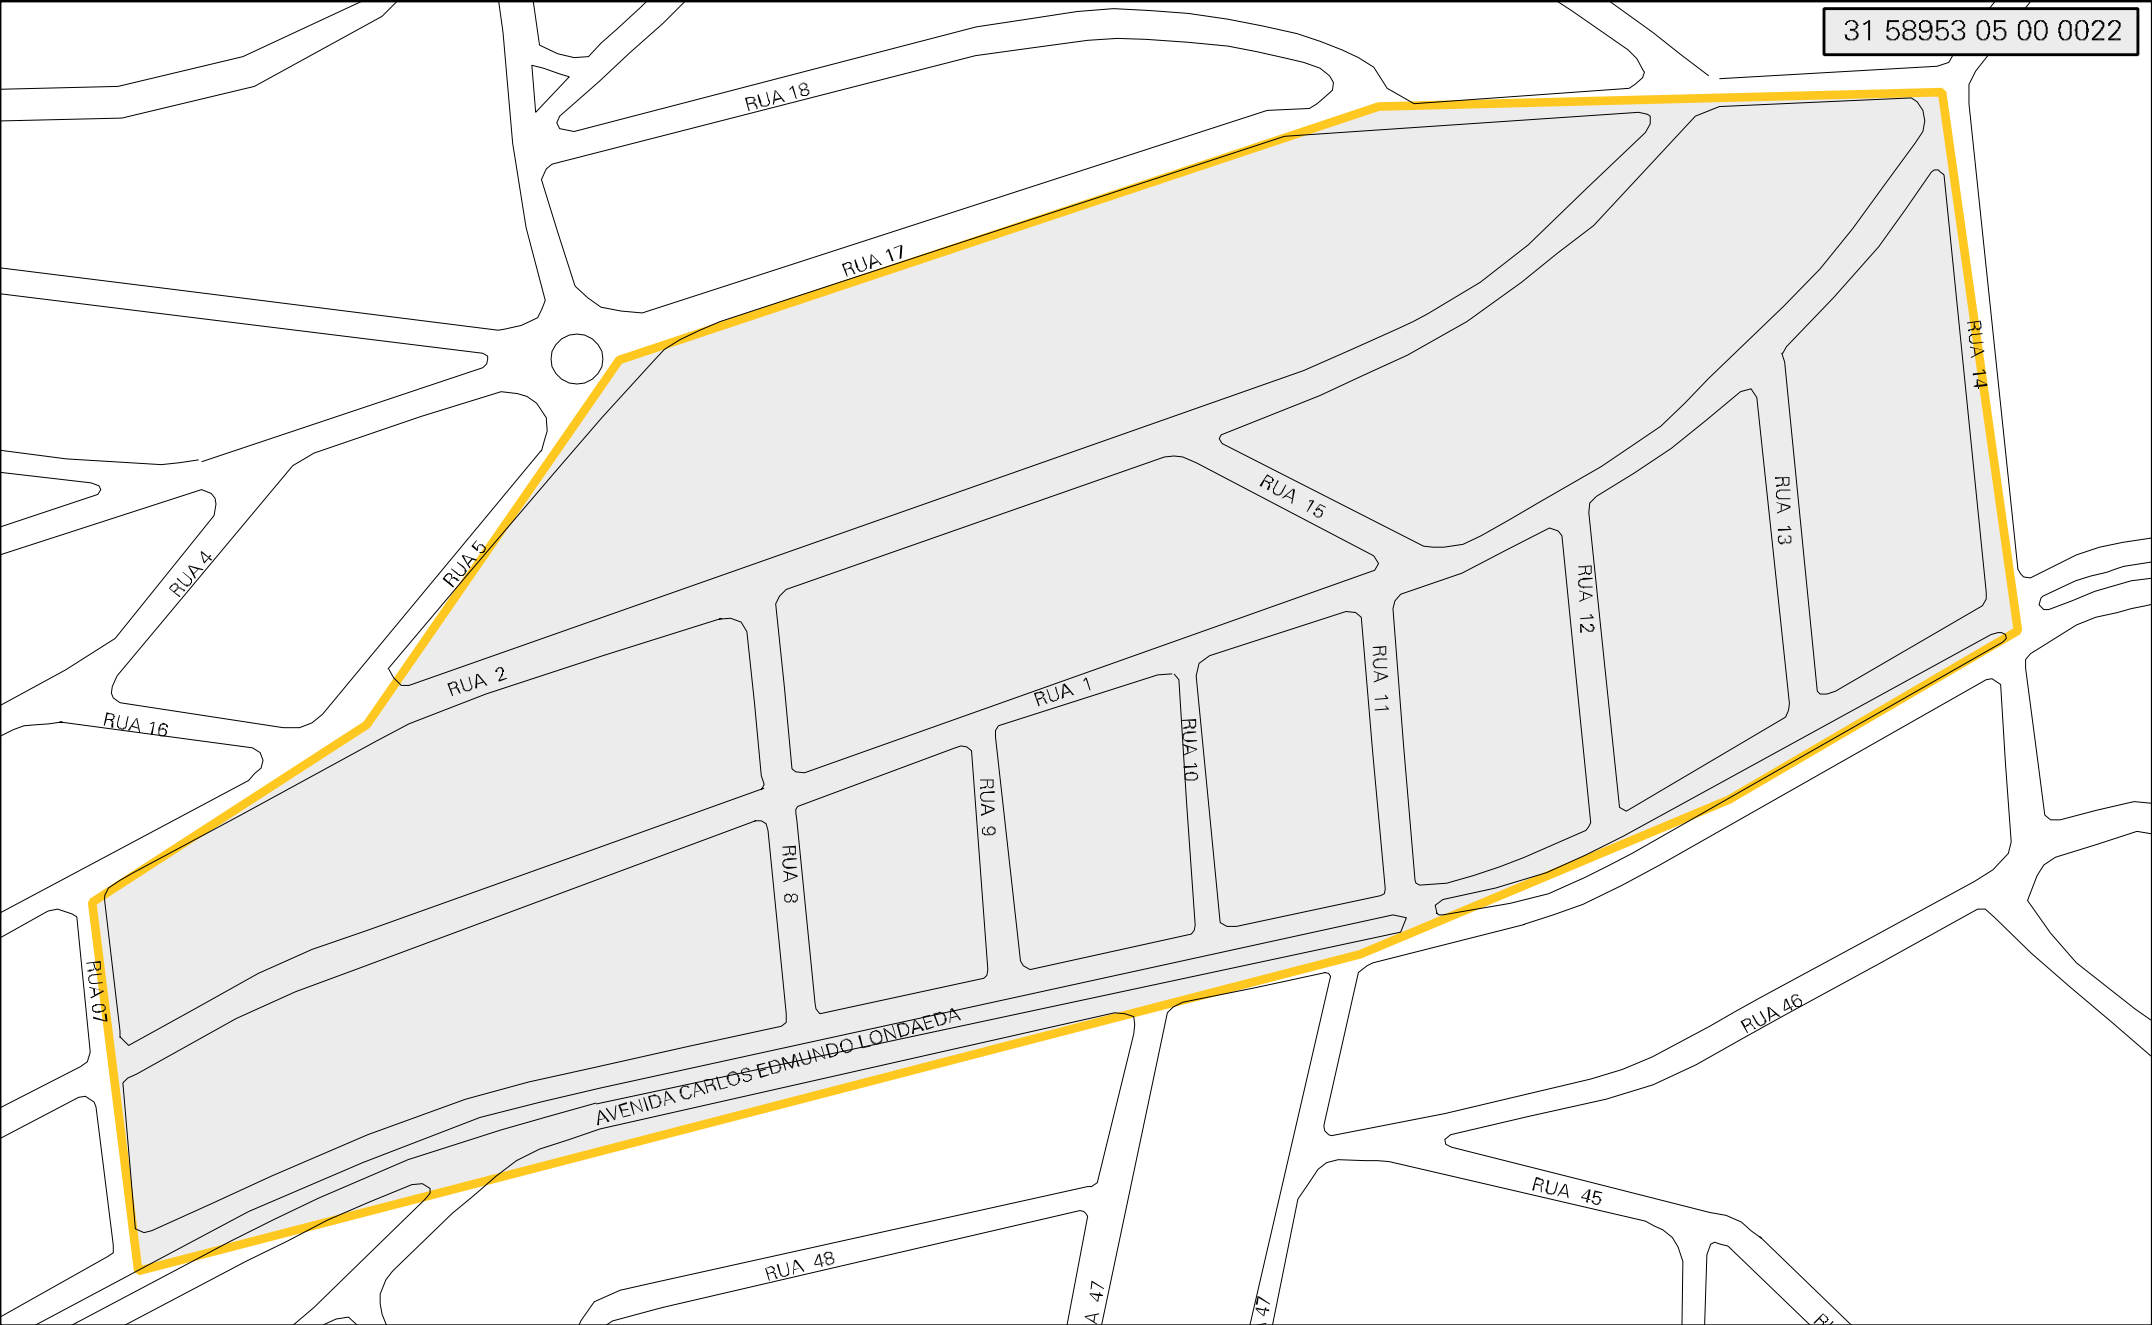 31 58953 05 00 0022
RUA 18
RUA 17
RUA 14
RUA 15
RUA 13
RUA 4
RUA 5
RUA 12
RUA 2
RUA 11
RUA 1
RUA 16
RUA 10
RUA 9
RUA 8
RUA 07
RUA 46
AVENIDA CARLOS EDMUNDO LONDAEDA
RUA 45
RUA 48
A 47
47